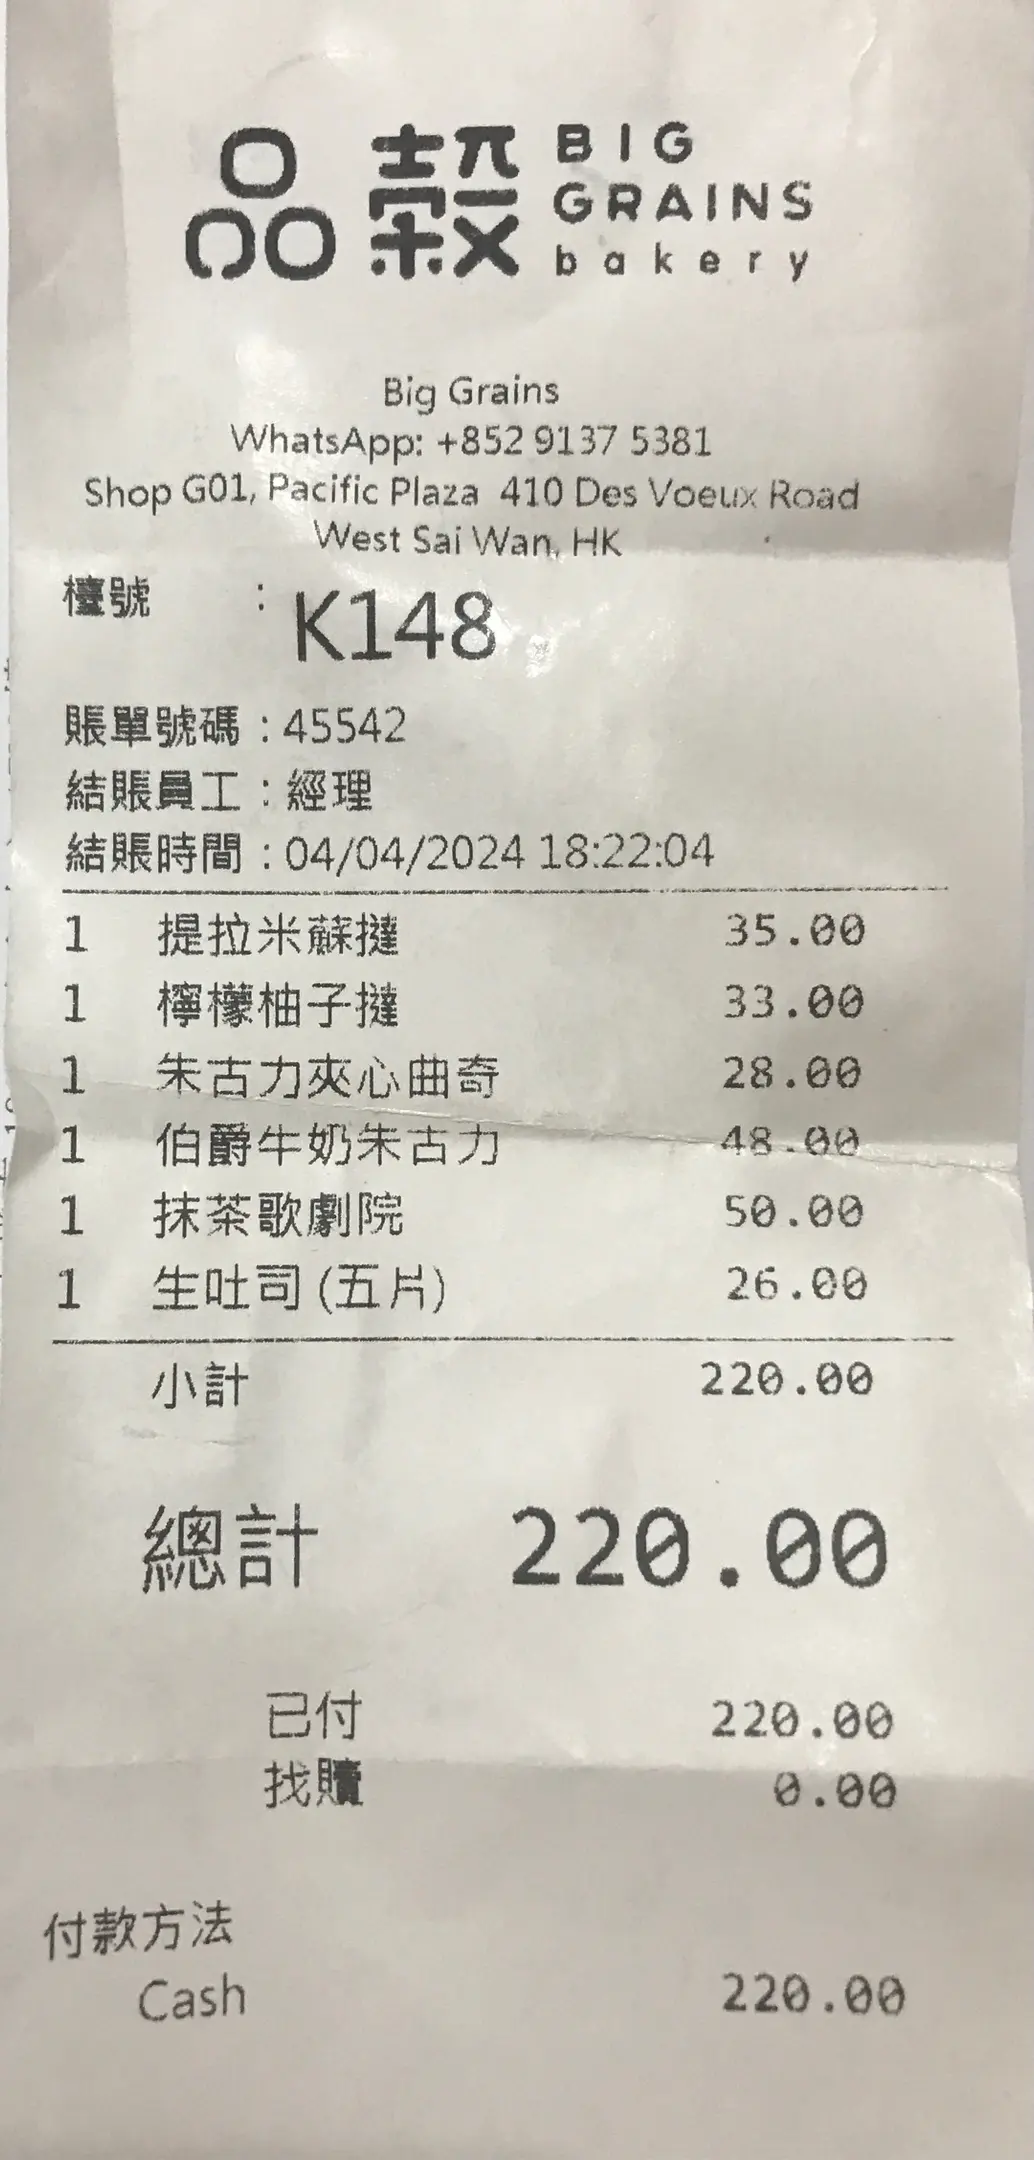 品穀 BIG
GRAINS
bakery
Big Grains
WhatsApp: +852 9137 5381
Shop G01, Pacific Plaza 410 Des Voeux Road
West Sai Wan, HK
檯號 : K148
賬單號碼 : 45542
結賬員工 : 經理
結賬時間 : 04/04/2024 18:22:04
1 提拉米蘇撻 35.00
1 檸檬柚子撻 33.00
1 朱古力夾心曲奇 28.00
1 伯爵牛奶朱古力 48.00
1 抹茶歌劇院 50.00
1 生吐司 (五片) 26.00
小計 220.00
總計 220.00
已付 220.00
找贖 0.00
付款方法
Cash 220.00